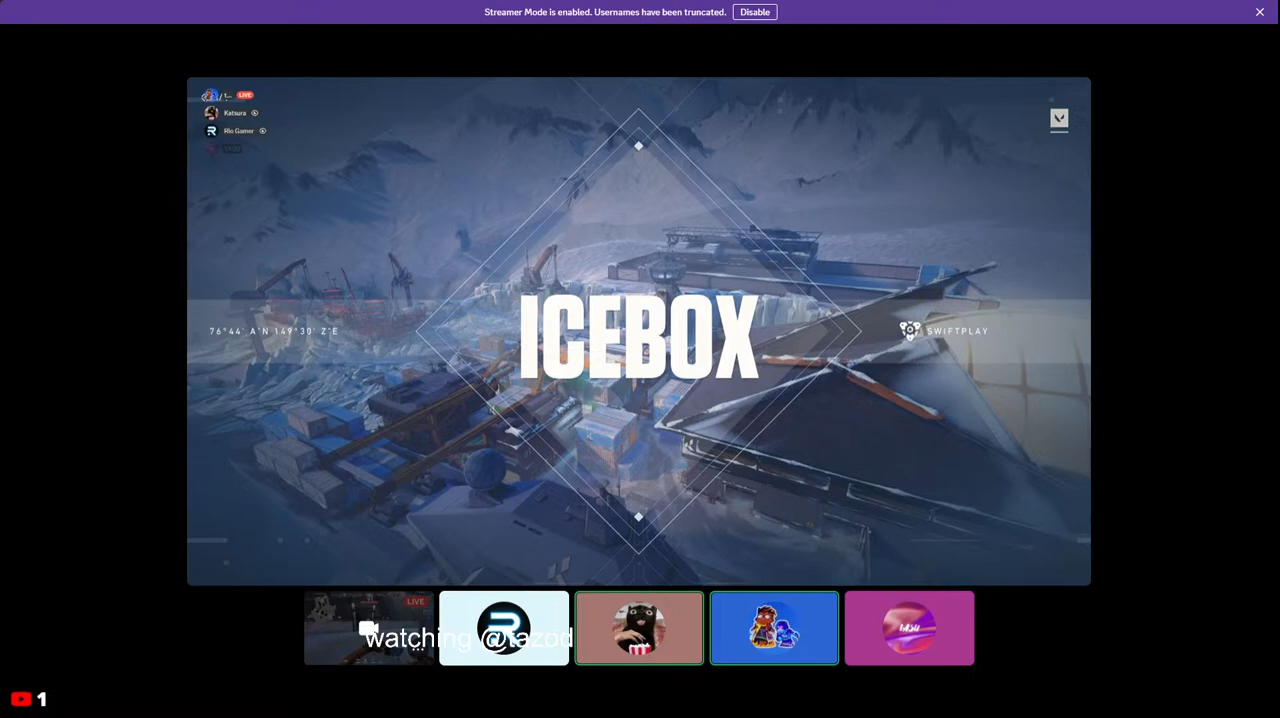 Streamer Mode is enabled. Usernames have been truncated. Disable
LIVE
Katsura
Rio Gamer
ICEBOX
76°44' A'N 149°30' Z'E
SWIFTPLAY
LIVE
watching @tazod
1